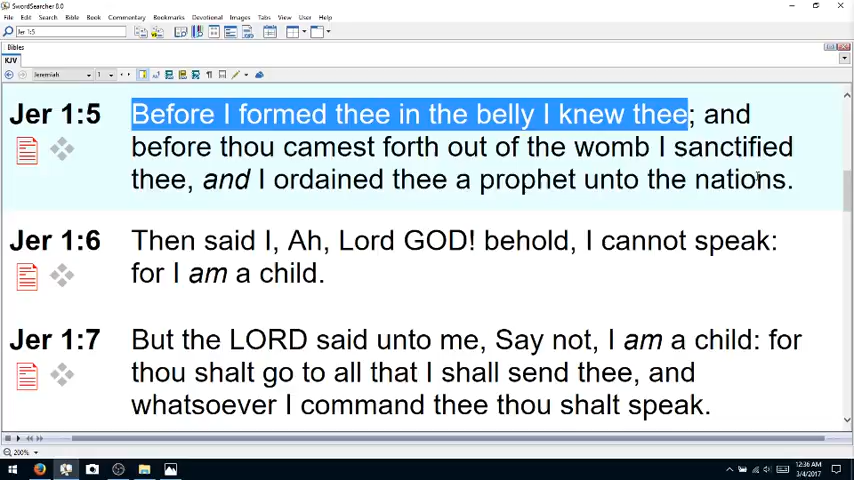 SwordSearcher 8.0
File Edit Search Bible Book Commentary Bookmarks Devotional Images Tabs View User Help
Jer 1:5
Bibles
KJV
Jeremiah 1
Jer 1:5 Before I formed thee in the belly I knew thee; and
before thou camest forth out of the womb I sanctified
thee, and I ordained thee a prophet unto the nations.
Jer 1:6 Then said I, Ah, Lord GOD! behold, I cannot speak:
for I am a child.
Jer 1:7 But the LORD said unto me, Say not, I am a child: for
thou shalt go to all that I shall send thee, and
whatsoever I command thee thou shalt speak.
200%
12:36 AM
3/4/2017